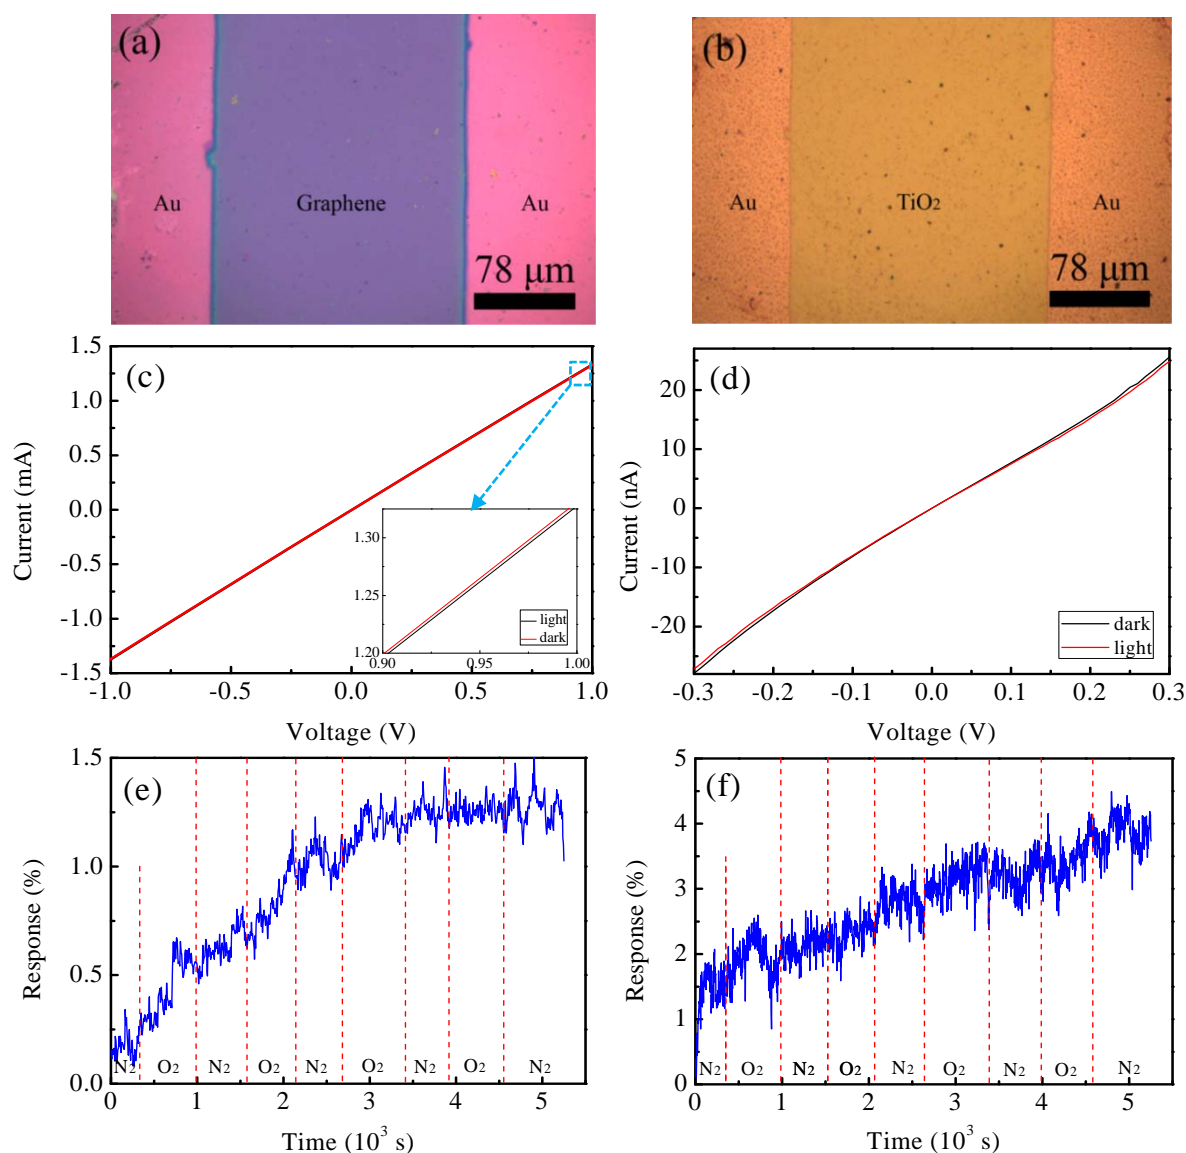 (a)
Au
Graphene
Au
78 μm
(b)
Au
TiO2
Au
78 μm
(c)
1.5
1.0
0.5
0.0
-0.5
-1.0
-1.5
Current (mA)
-1.0
-0.5
0.0
0.5
1.0
Voltage (V)
1.30
1.25
1.20
0.90
0.95
1.00
light
dark
(d)
20
10
0
-10
-20
Current (nA)
-0.3
-0.2
-0.1
0.0
0.1
0.2
0.3
Voltage (V)
dark
light
(e)
1.5
1.0
0.5
0.0
Response (%)
N2
O2
N2
O2
N2
O2
N2
O2
N2
0
1
2
3
4
5
Time (10³ s)
(f)
5
4
3
2
1
0
Response (%)
N2
O2
N2
O2
N2
O2
N2
O2
N2
0
1
2
3
4
5
Time (10³ s)